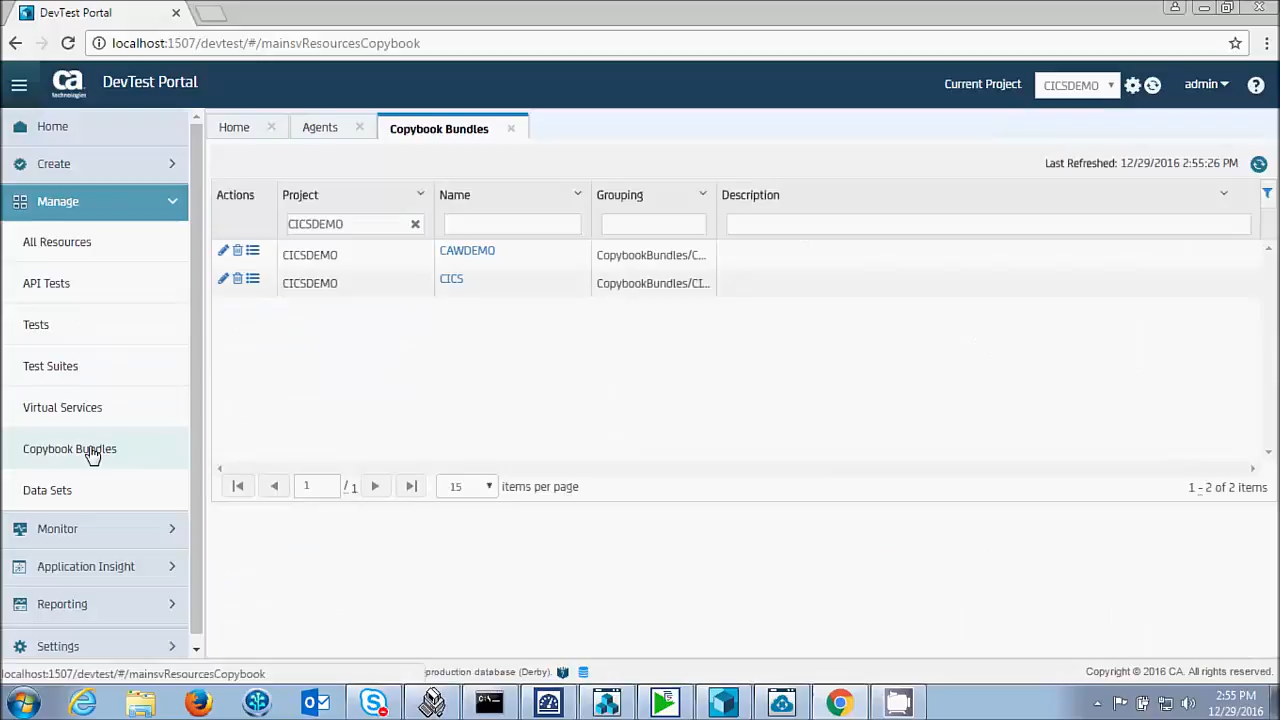 DevTest Portal
localhost:1507/devtest/#/mainsvResourcesCopybook
ca technologies
DevTest Portal
Current Project
CICSDEMO
admin
Home
Create
Manage
All Resources
API Tests
Tests
Test Suites
Virtual Services
Copybook Bundles
Data Sets
Monitor
Application Insight
Reporting
Settings
Home
Agents
Copybook Bundles
Last Refreshed: 12/29/2016 2:55:26 PM
Actions Project Name Grouping Description
CICSDEMO
CICSDEMO CAWDEMO CopybookBundles/C...
CICSDEMO CICS CopybookBundles/CI...
1 / 1 15 items per page 1 - 2 of 2 items
localhost:1507/devtest/#/mainsvResourcesCopybook
production database (Derby).
Copyright © 2016 CA. All rights reserved.
2:55 PM
12/29/2016